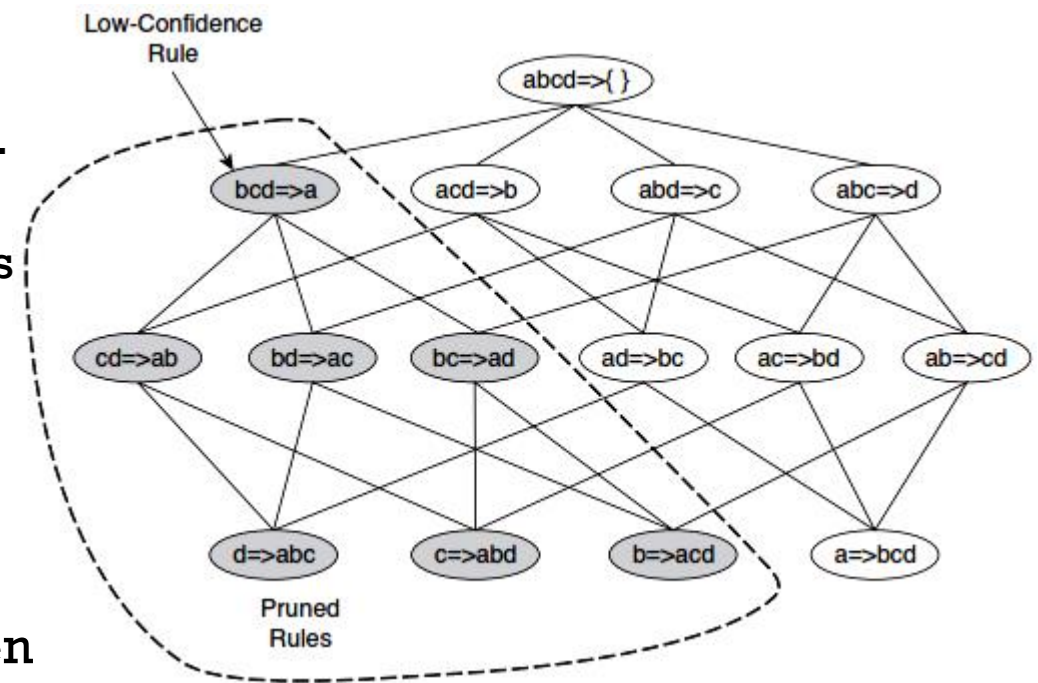 Low-Confidence
Rule
abcd=>{ }
bcd=>a
acd=>b
abd=>c
abc=>d
s
cd=>ab
bd=>ac
bc=>ad
ad=>bc
ac=>bd
ab=>cd
d=>abc
c=>abd
b=>acd
a=>bcd
Pruned
Rules
n